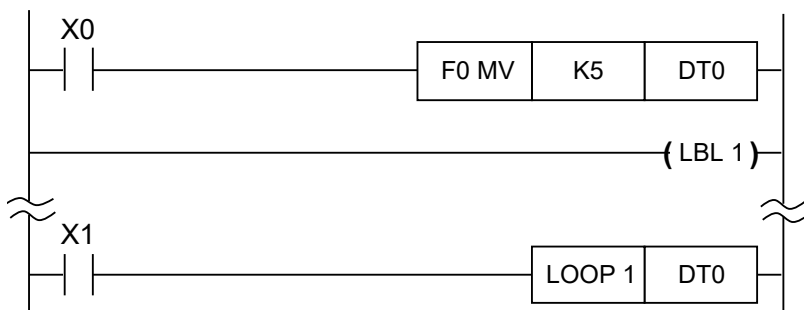 X0
F0 MV K5 DT0
( LBL 1 )
X1
LOOP 1 DT0